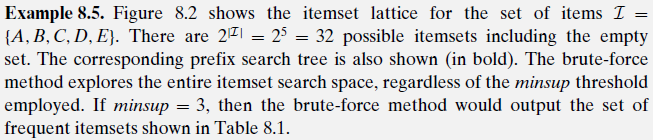 Example 8.5. Figure 8.2 shows the itemset lattice for the set of items ℐ =
{A, B, C, D, E}. There are 2^|ℐ| = 2^5 = 32 possible itemsets including the empty
set. The corresponding prefix search tree is also shown (in bold). The brute-force
method explores the entire itemset search space, regardless of the minsup threshold
employed. If minsup = 3, then the brute-force method would output the set of
frequent itemsets shown in Table 8.1.